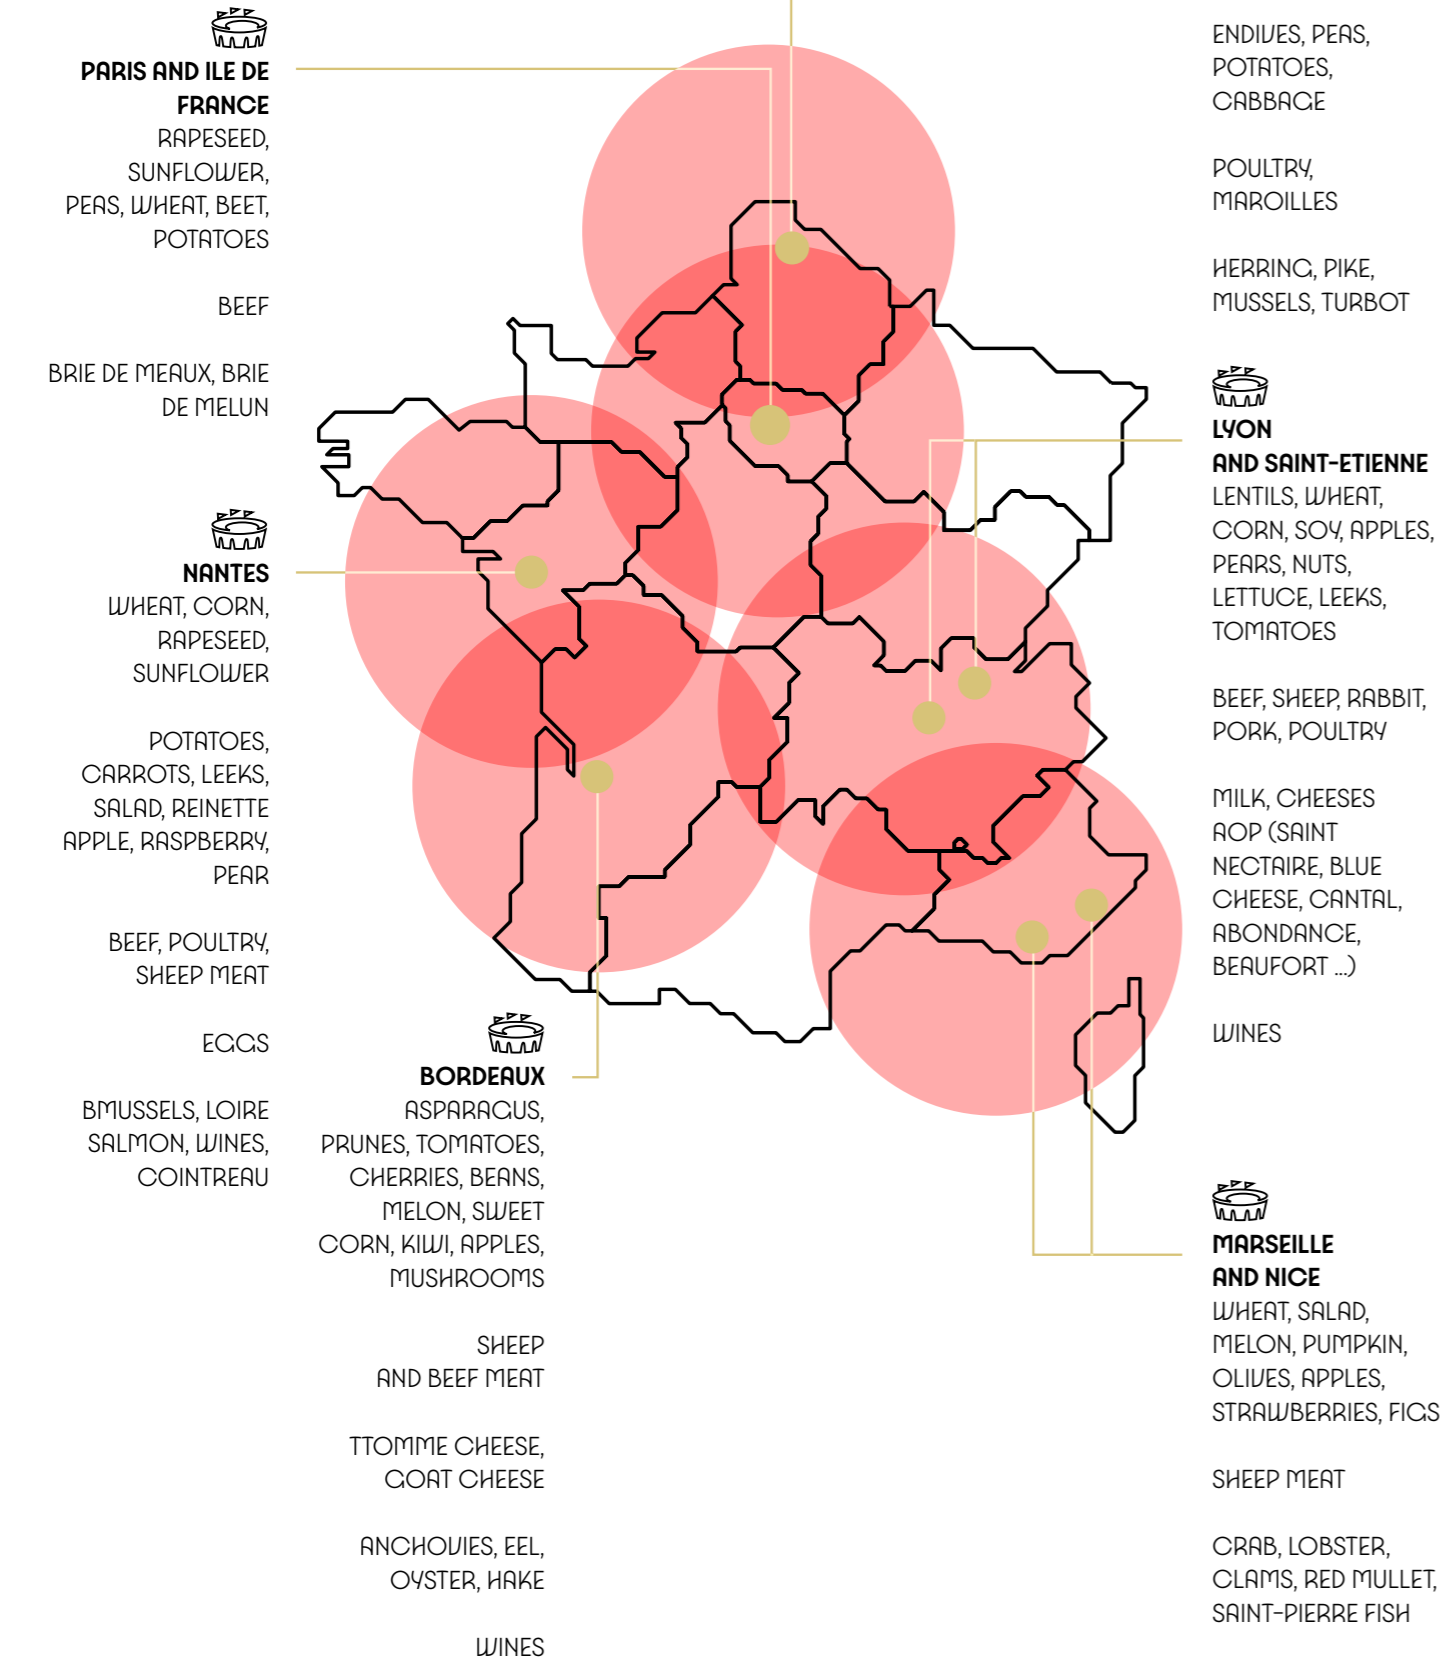 PARIS AND ILE DE
FRANCE
RAPESEED,
SUNFLOWER,
PEAS, WHEAT, BEET,
POTATOES
BEEF
BRIE DE MEAUX, BRIE
DE MELUN
NANTES
WHEAT, CORN,
RAPESEED,
SUNFLOWER
POTATOES,
CARROTS, LEEKS,
SALAD, REINETTE
APPLE, RASPBERRY,
PEAR
BEEF, POULTRY,
SHEEP MEAT
EGGS
BMUSSELS, LOIRE
SALMON, WINES,
COINTREAU
BORDEAUX
ASPARAGUS,
PRUNES, TOMATOES,
CHERRIES, BEANS,
MELON, SWEET
CORN, KIWI, APPLES,
MUSHROOMS
SHEEP
AND BEEF MEAT
TTOMME CHEESE,
GOAT CHEESE
ANCHOVIES, EEL,
OYSTER, HAKE
WINES
ENDIVES, PEAS,
POTATOES,
CABBAGE
POULTRY,
MAROILLES
HERRING, PIKE,
MUSSELS, TURBOT
LYON
AND SAINT-ETIENNE
LENTILS, WHEAT,
CORN, SOY, APPLES,
PEARS, NUTS,
LETTUCE, LEEKS,
TOMATOES
BEEF, SHEEP, RABBIT,
PORK, POULTRY
MILK, CHEESES
AOP (SAINT
NECTAIRE, BLUE
CHEESE, CANTAL,
ABONDANCE,
BEAUFORT ...)
WINES
MARSEILLE
AND NICE
WHEAT, SALAD,
MELON, PUMPKIN,
OLIVES, APPLES,
STRAWBERRIES, FIGS
SHEEP MEAT
CRAB, LOBSTER,
CLAMS, RED MULLET,
SAINT-PIERRE FISH